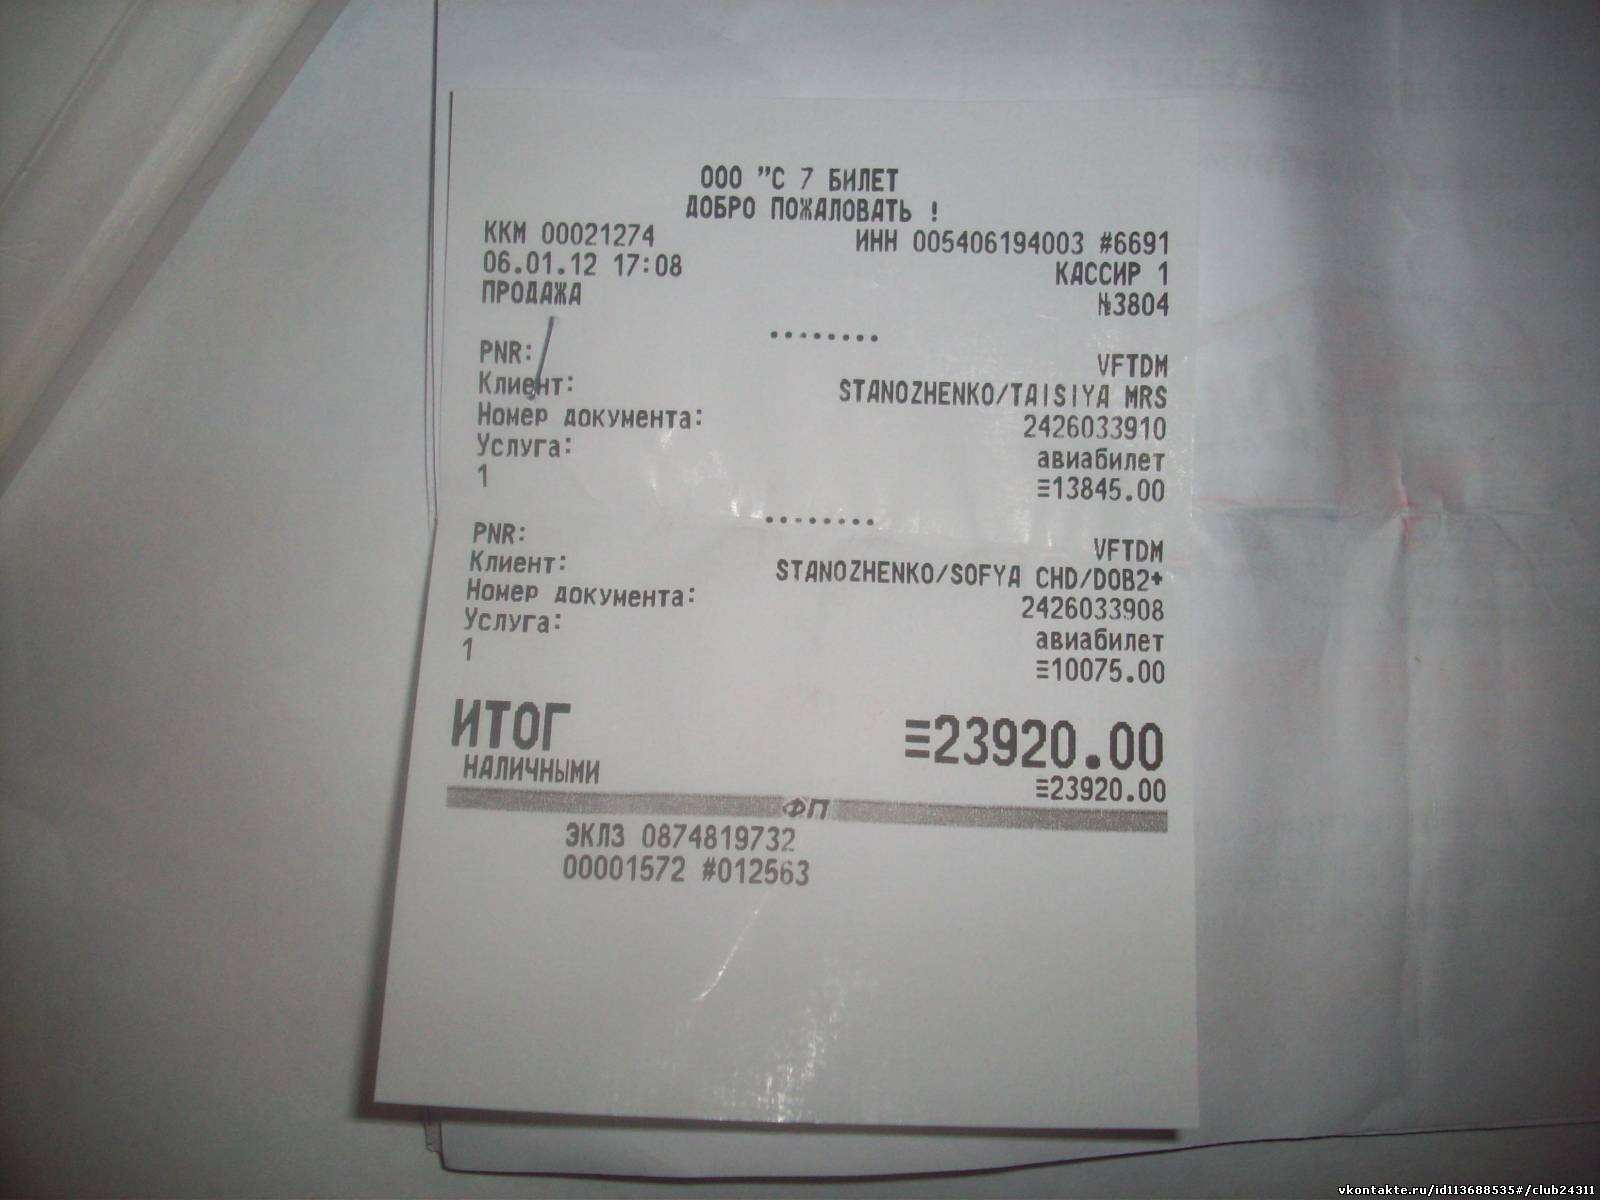 ООО "С 7 БИЛЕТ
ДОБРО ПОЖАЛОВАТЬ !
ККМ 00021274 ИНН 005406194003 #6691
06.01.12 17:08 КАССИР 1
ПРОДАЖА №3804
PNR: VFTDM
Клиент: STANOZHENKO/TAISIYA MRS
Номер документа: 2426033910
Услуга: авиабилет
1 ≡13845.00
PNR: VFTDM
Клиент: STANOZHENKO/SOFYA CHD/DOB2+
Номер документа: 2426033908
Услуга: авиабилет
1 ≡10075.00
ИТОГ ≡23920.00
НАЛИЧНЫМИ ≡23920.00
ФП
ЭКЛЗ 0874819732
00001572 #012563
vkontakte.ru/id113688535#/club24311